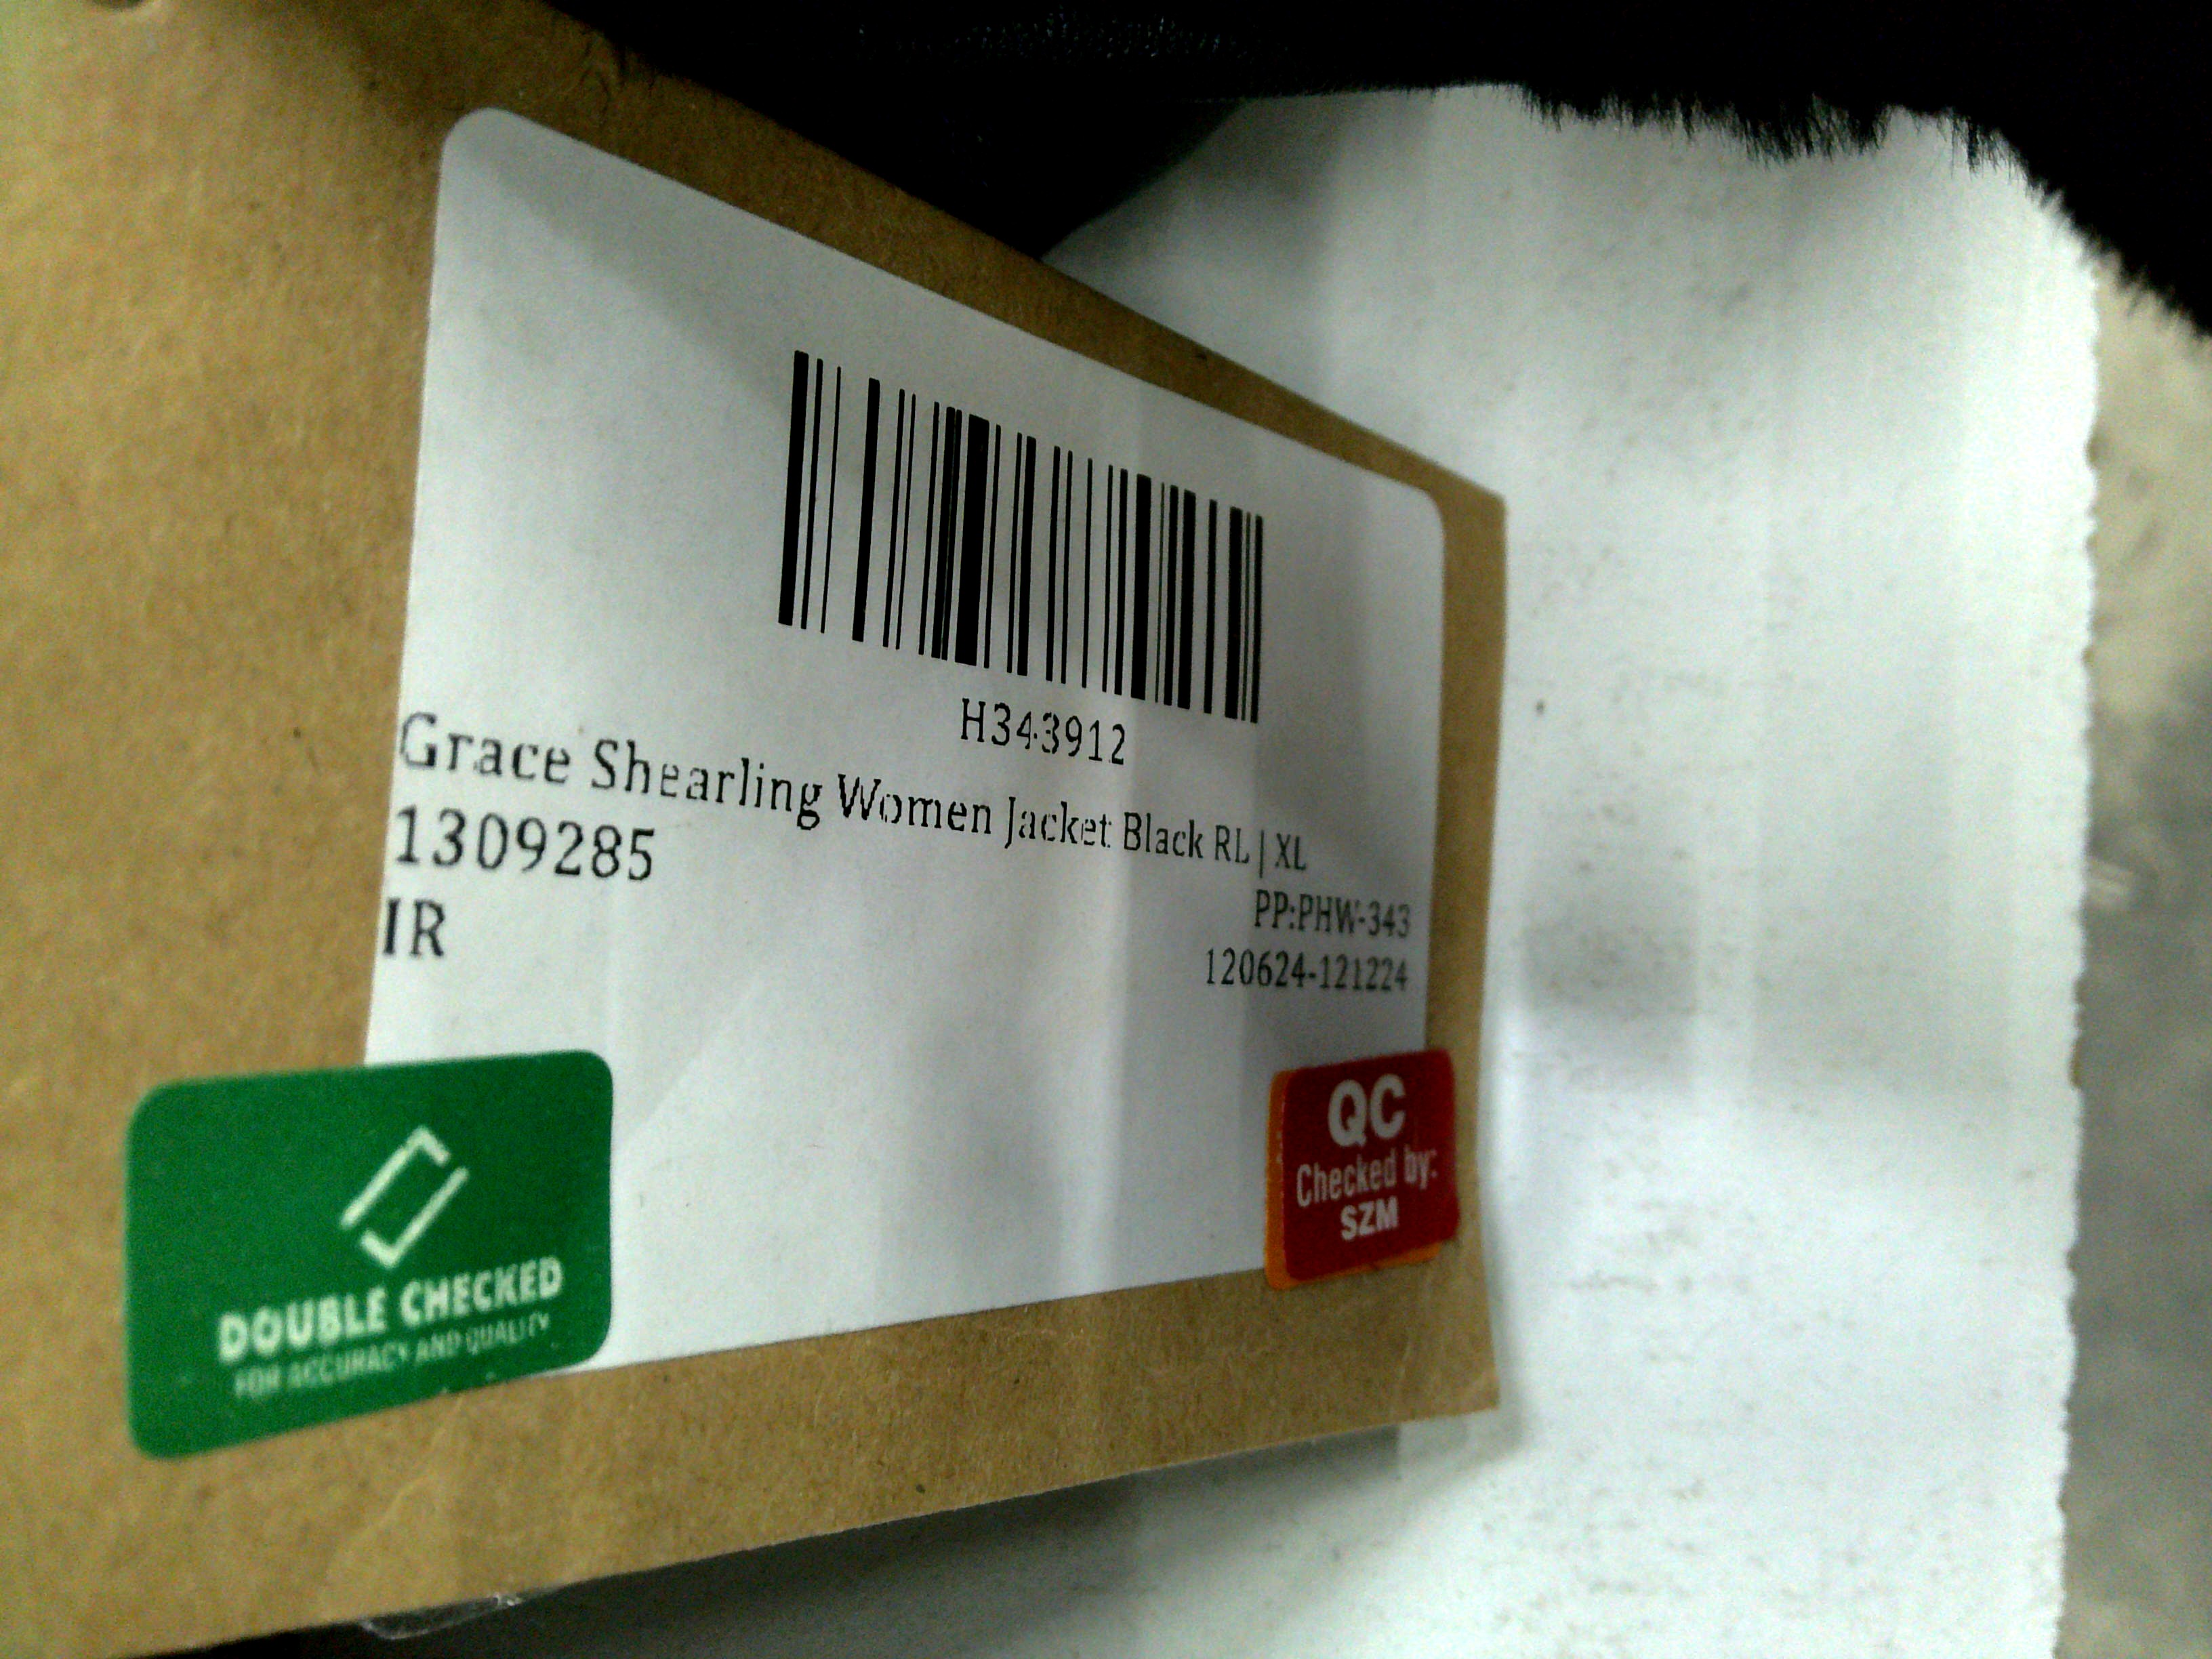 H343912
Grace Shearling Women Jacket Black RL | XL
1309285
IR
PP:PHW-343
120624-121224
DOUBLE CHECKED
FOR ACCURACY AND QUALITY
QC
Checked by:
SZM